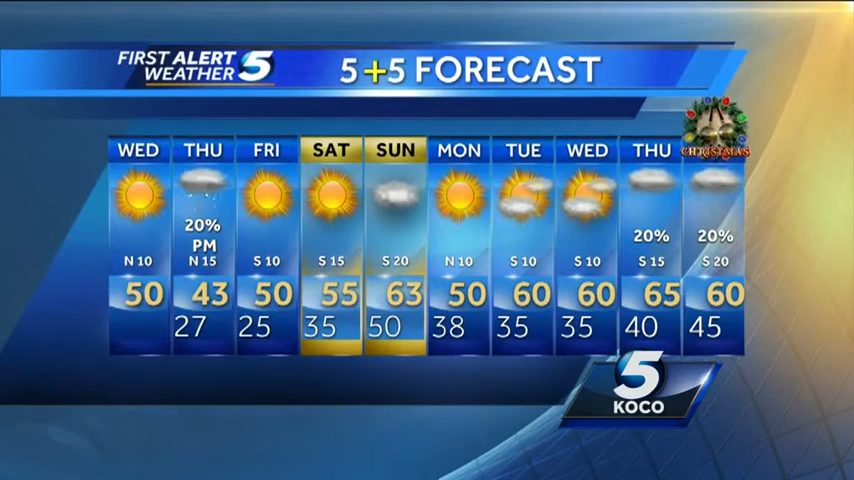 FIRST ALERT
WEATHER 5
5+5 FORECAST
CHRISTMAS
WED THU FRI SAT SUN MON TUE WED THU
20%
PM 20% 20%
N 10 N 15 S 10 S 15 S 20 N 10 S 10 S 10 S 15 S 20
50 43 50 55 63 50 60 60 65 60
27 25 35 50 38 35 35 40 45
5
KOCO